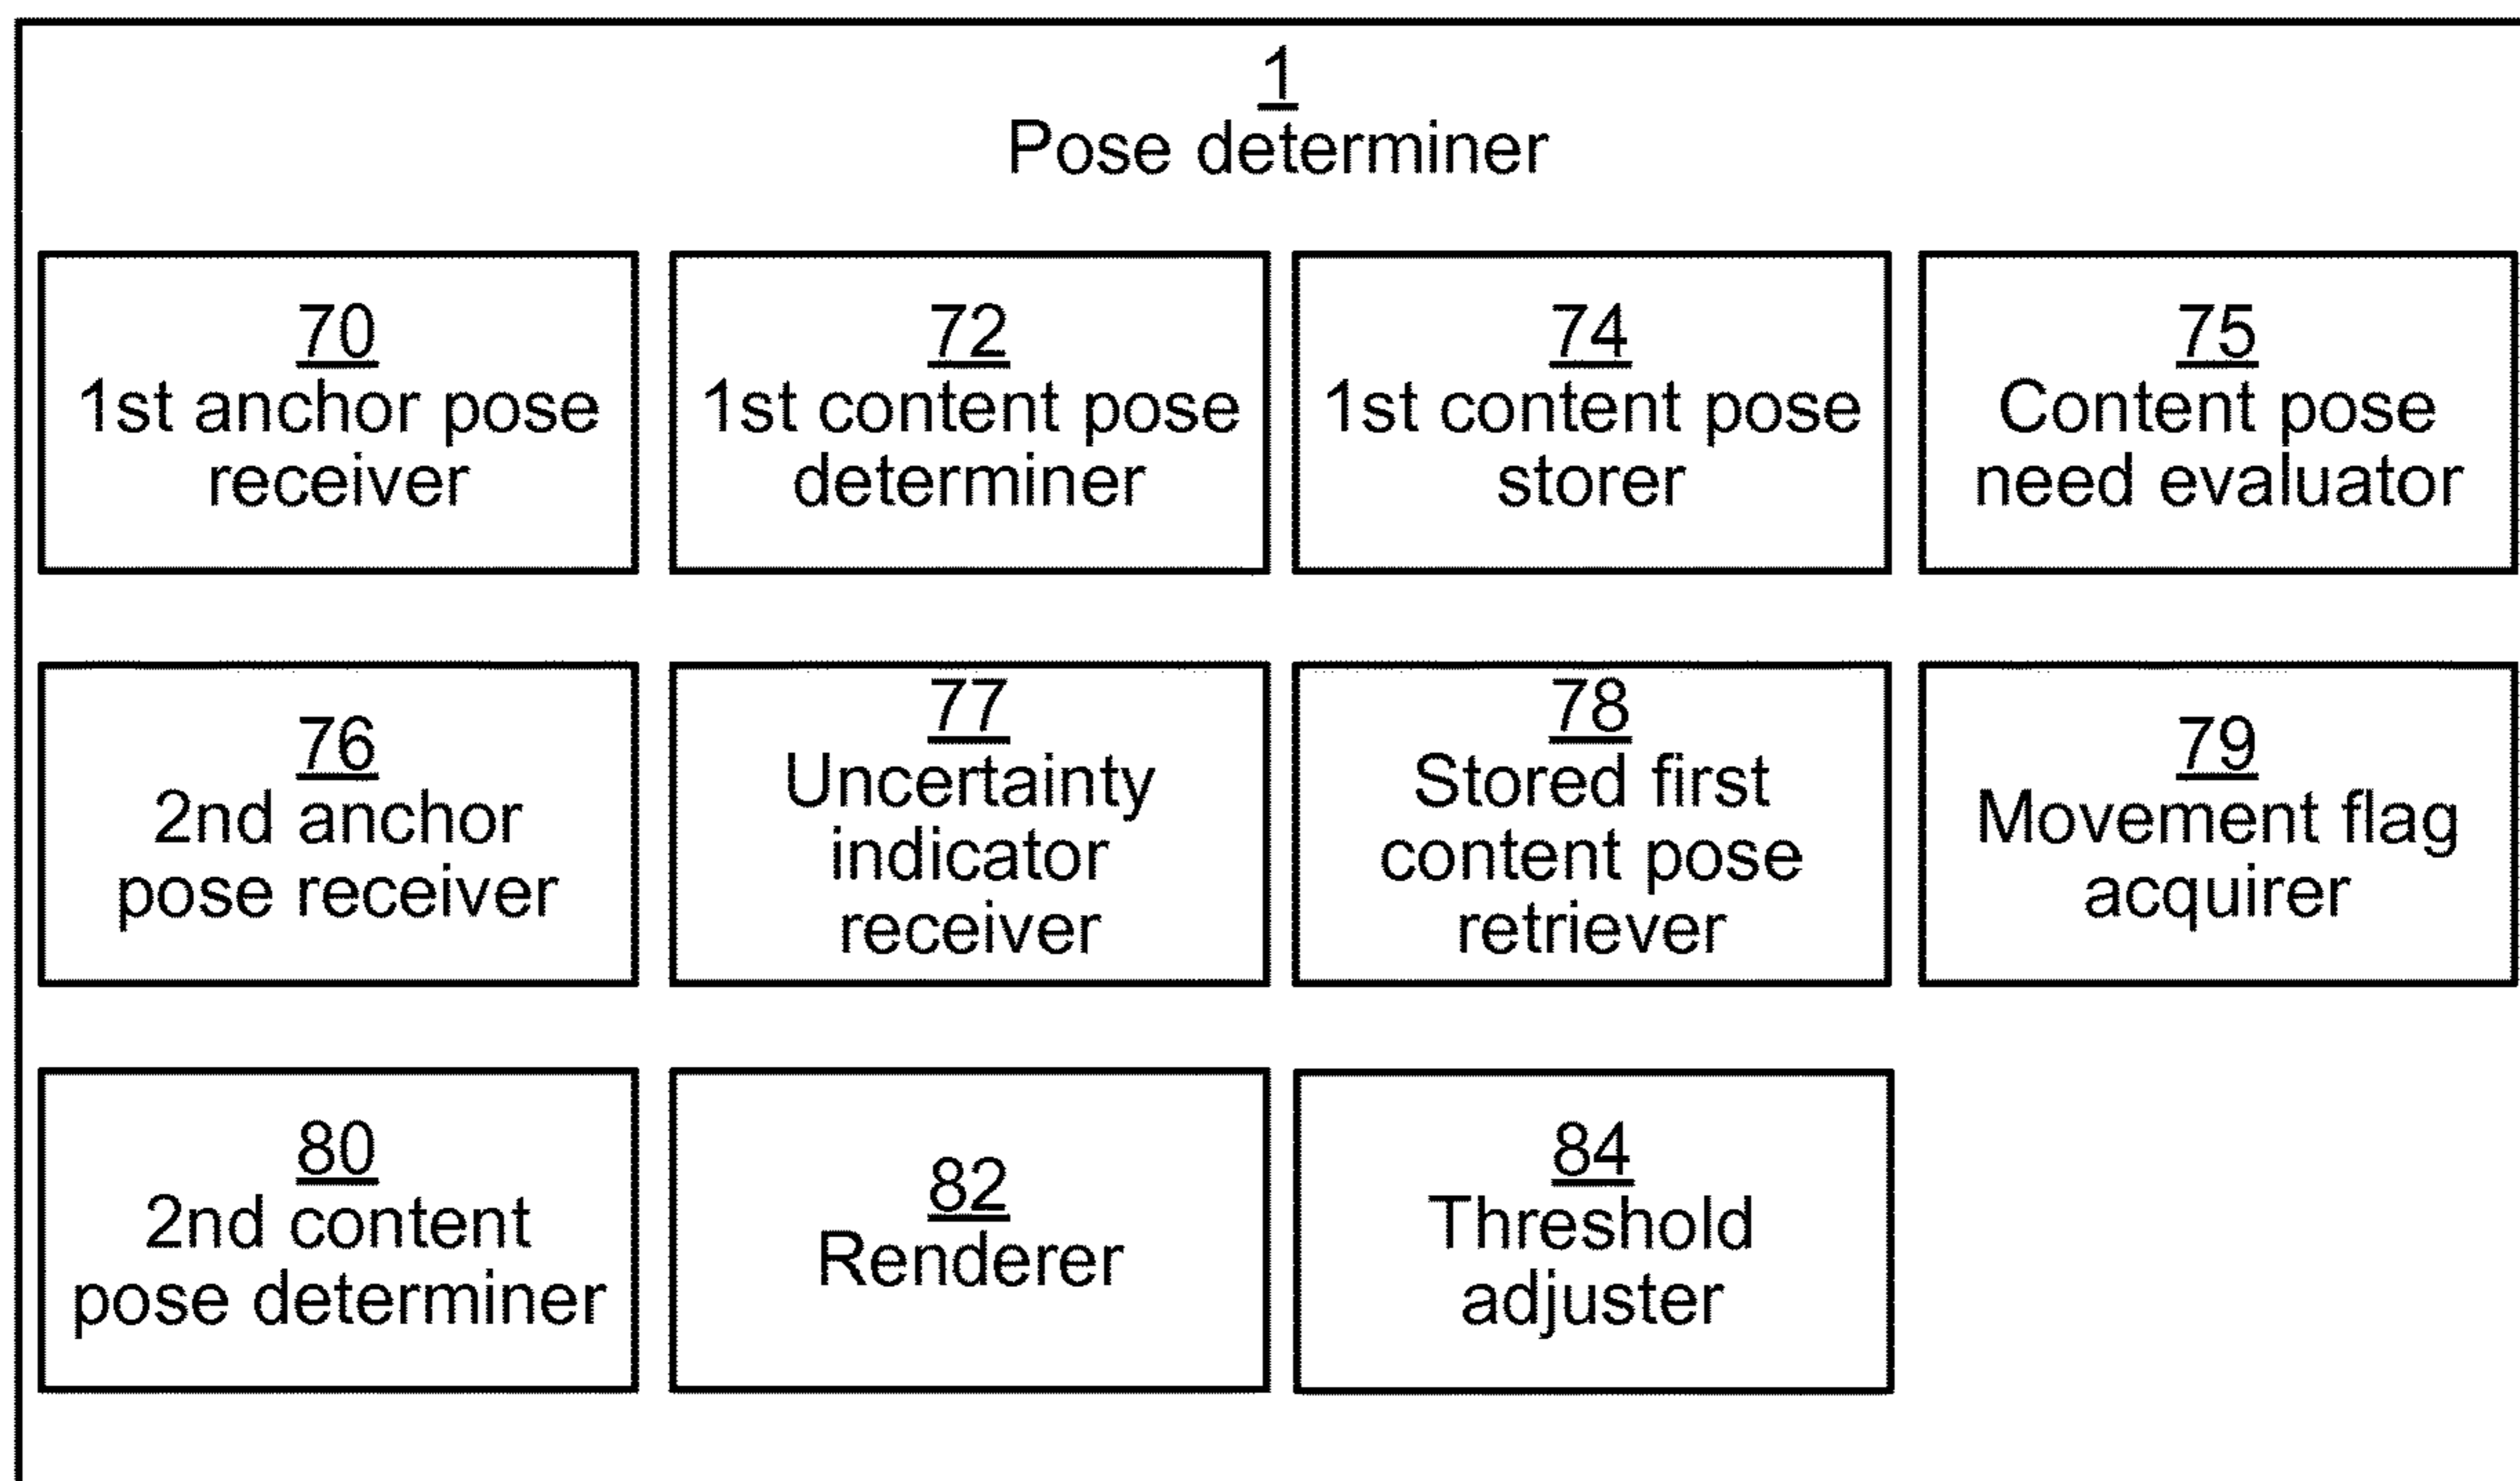 1
Pose determiner
70
1st anchor pose
receiver
72
1st content pose
determiner
74
1st content pose
storer
75
Content pose
need evaluator
76
2nd anchor
pose receiver
77
Uncertainty
indicator
receiver
78
Stored first
content pose
retriever
79
Movement flag
acquirer
80
2nd content
pose determiner
82
Renderer
84
Threshold
adjuster